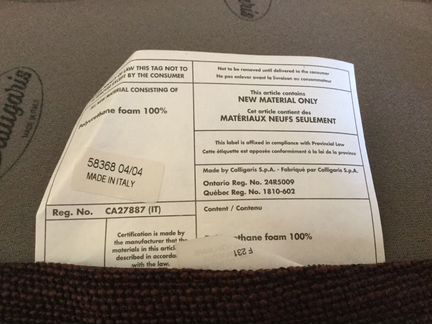 LAW THIS TAG NOT TO
BY THE CONSUMER
MATERIAL CONSISTING OF
Polyurethane foam 100%
58368 04/04
MADE IN ITALY
Reg. No. CA27887 (IT)
Certification is made by
the manufacturer that the
materials in this article
described in accordance
with the law.
Not to be removed until delivered to the consumer
Ne pas enlever avant la livraison au consommateur
This article contains
NEW MATERIAL ONLY
Cet article contient des
MATÉRIAUX NEUFS SEULEMENT
This label is affixed in compliance with Provincial Law
Cette étiquette est apposée conformément à la loi de la province
Made by Calligaris S.p.A. - Fabriqué par Calligaris S.p.A.
Ontario Reg. No. 24R5009
Québec Reg. No. 1810-602
Content / Contenu
ethane foam 100%
F 231
alligaris
MADE IN ITALY